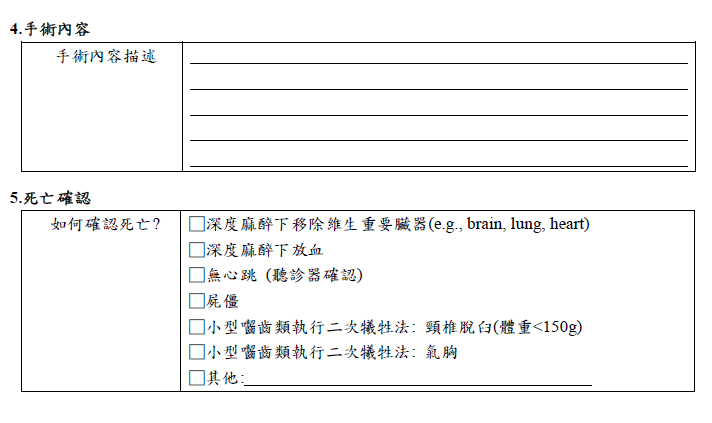 4.手術內容
手術內容描述
5.死亡確認
如何確認死亡?
□深度麻醉下移除維生重要臟器(e.g., brain, lung, heart)
□深度麻醉下放血
□無心跳 (聽診器確認)
□屍僵
□小型嚙齒類執行二次犧牲法: 頸椎脫臼(體重<150g)
□小型嚙齒類執行二次犧牲法: 氣胸
□其他: